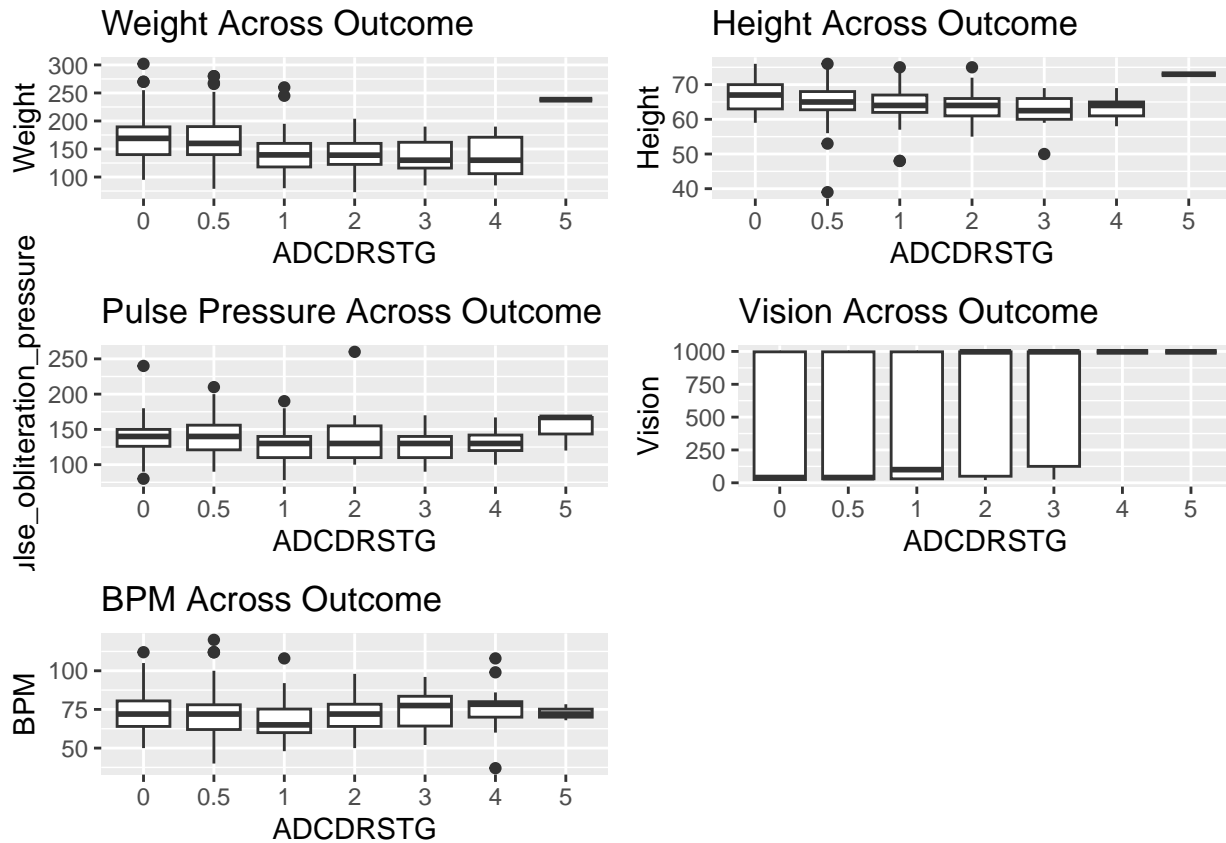 Weight Across Outcome
Weight
300
250
200
150
100
0 0.5 1 2 3 4 5
ADCDRSTG
Height Across Outcome
Height
70
60
50
40
0 0.5 1 2 3 4 5
ADCDRSTG
Pulse Pressure Across Outcome
ulse_obliteration_pressure
250
200
150
100
0 0.5 1 2 3 4 5
ADCDRSTG
Vision Across Outcome
Vision
1000
750
500
250
0
0 0.5 1 2 3 4 5
ADCDRSTG
BPM Across Outcome
BPM
100
75
50
0 0.5 1 2 3 4 5
ADCDRSTG